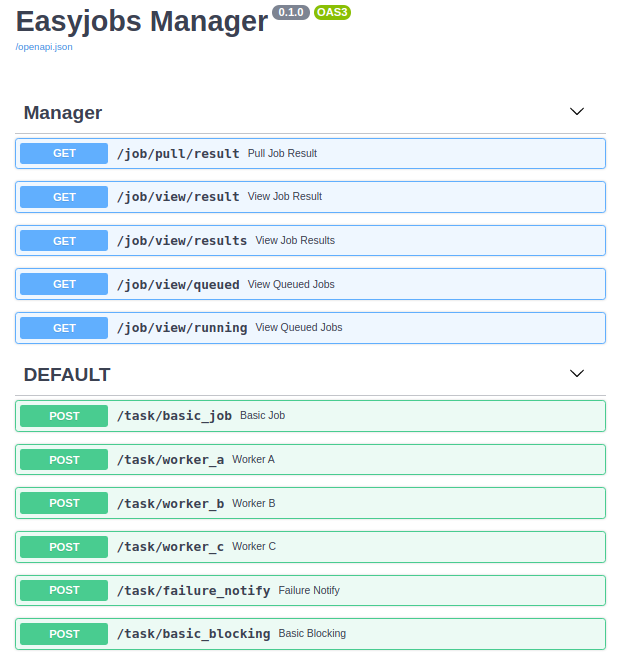 Easyjobs Manager 0.1.0 OAS3
/openapi.json
Manager
GET /job/pull/result Pull Job Result
GET /job/view/result View Job Result
GET /job/view/results View Job Results
GET /job/view/queued View Queued Jobs
GET /job/view/running View Queued Jobs
DEFAULT
POST /task/basic_job Basic Job
POST /task/worker_a Worker A
POST /task/worker_b Worker B
POST /task/worker_c Worker C
POST /task/failure_notify Failure Notify
POST /task/basic_blocking Basic Blocking